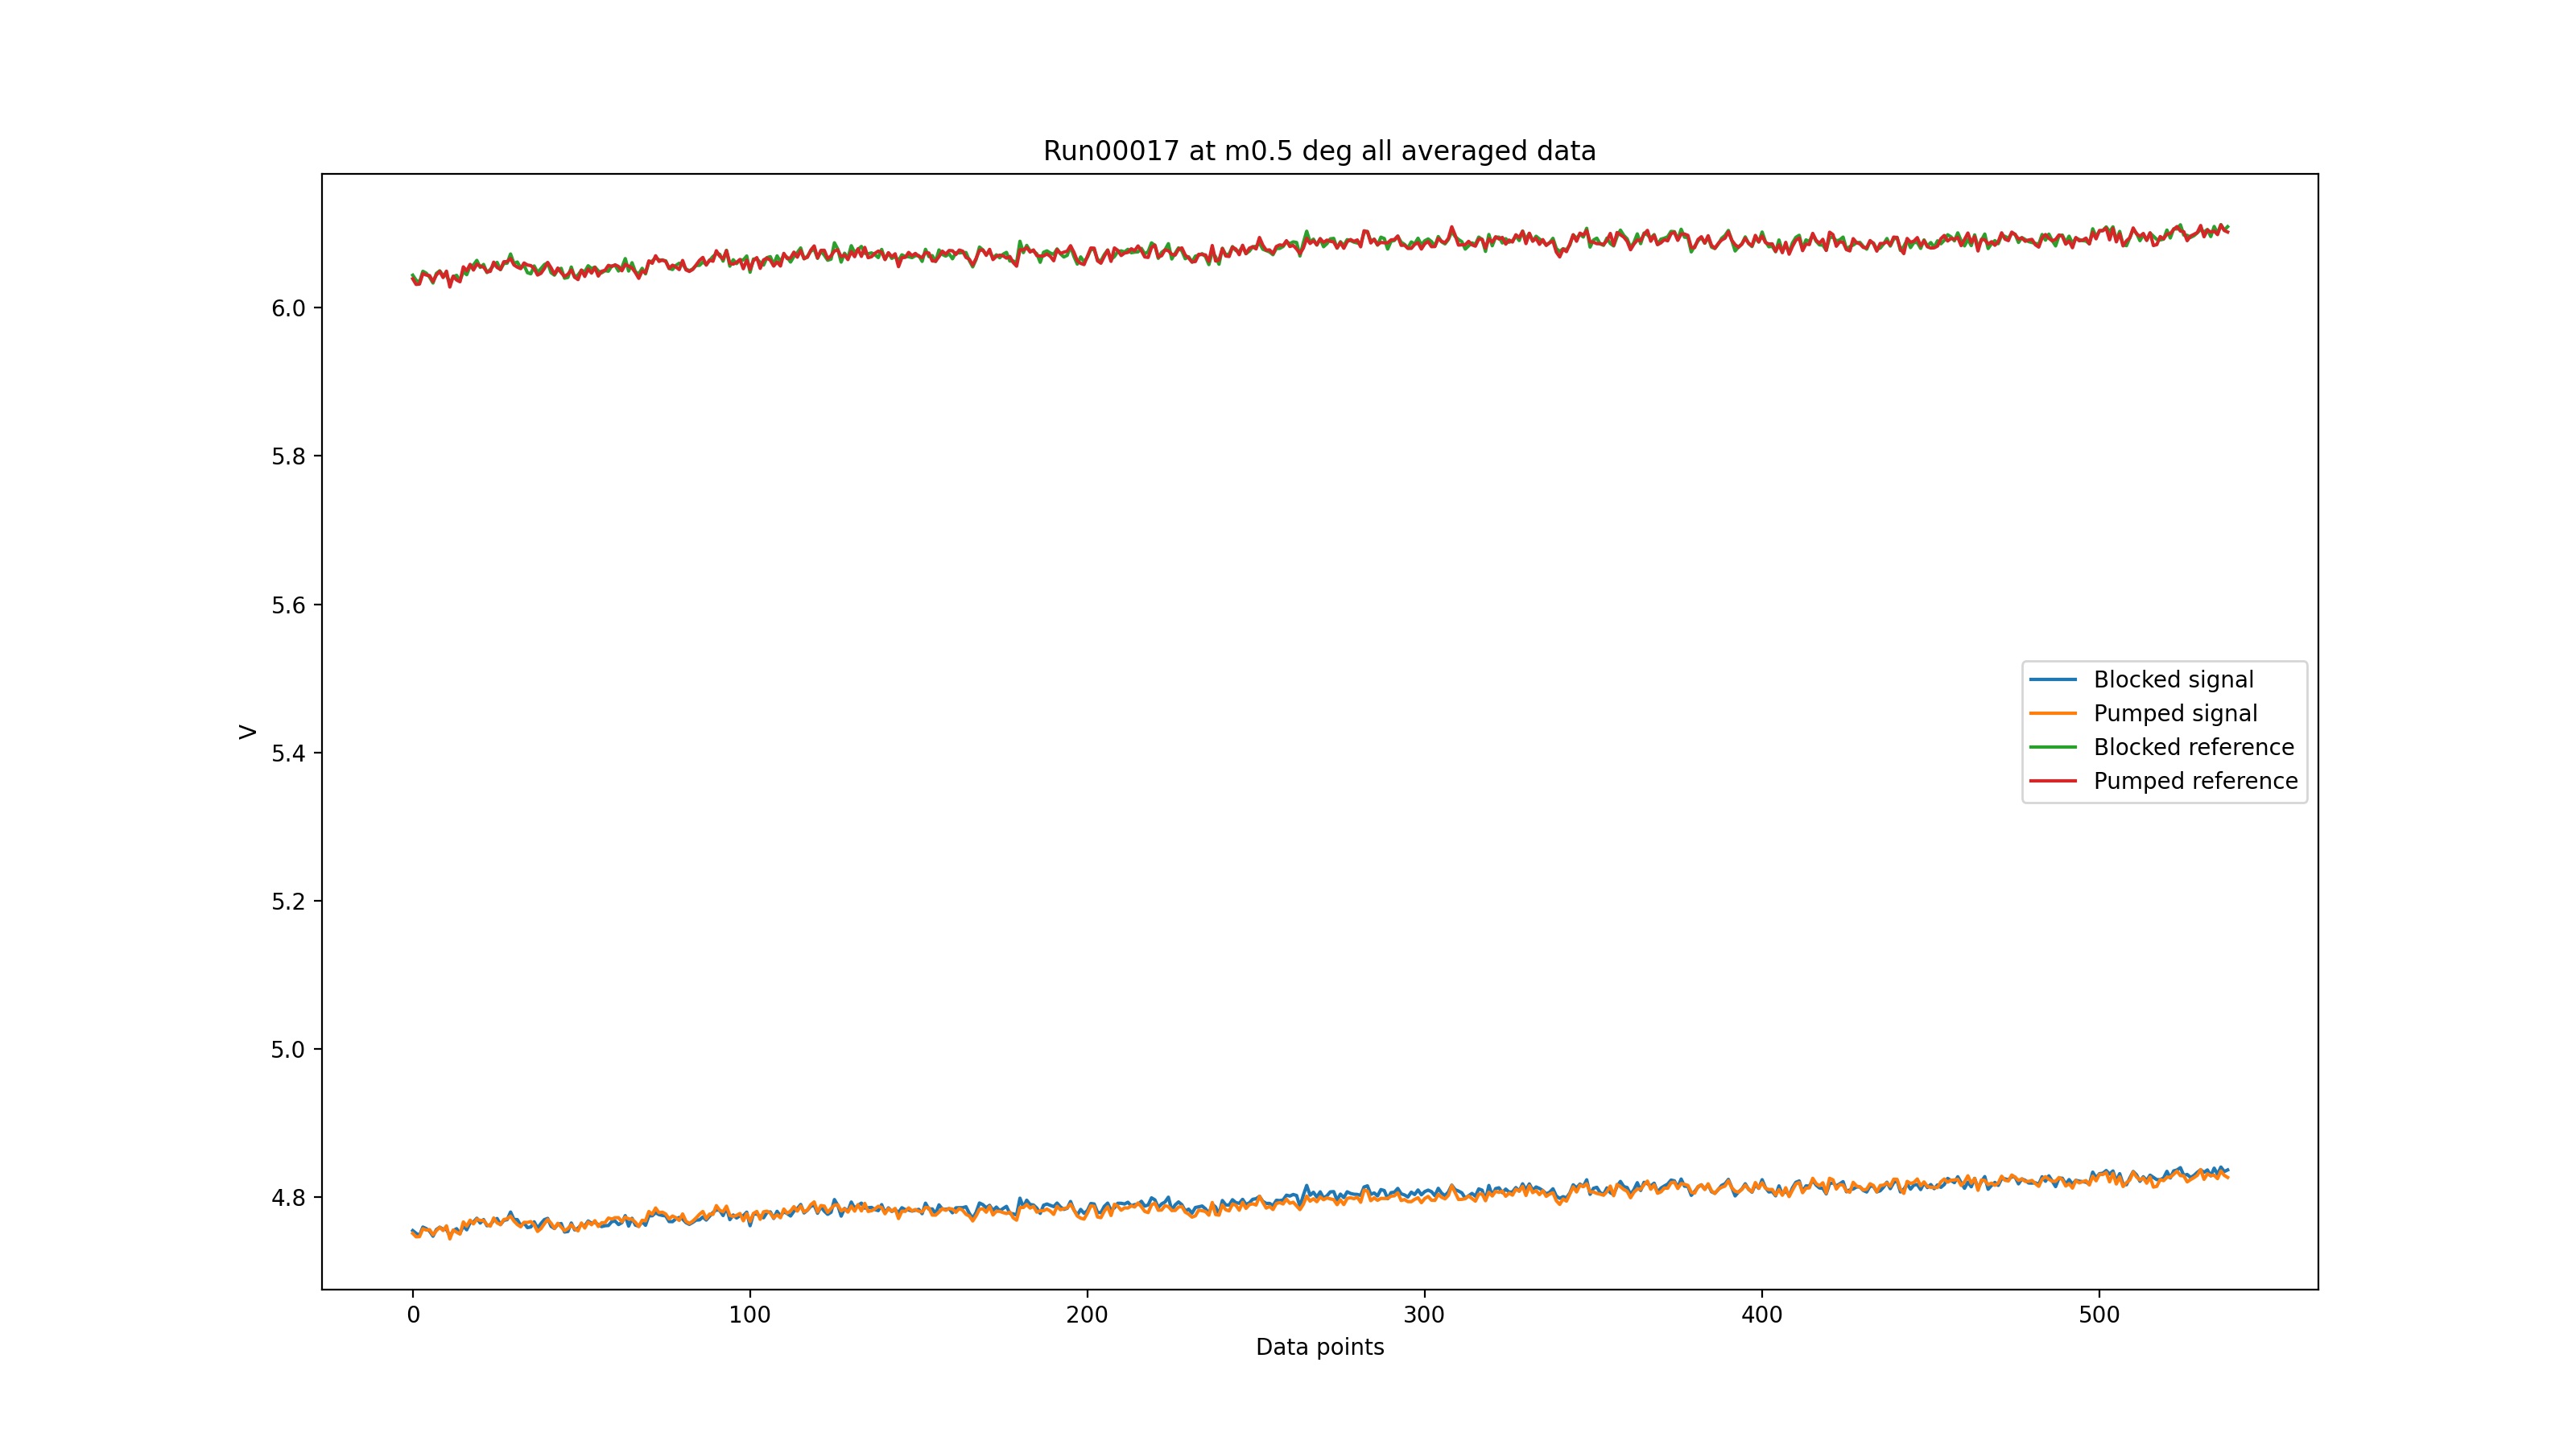 Run00017 at m0.5 deg all averaged data
6.0
5.8
5.6
5.4
5.2
5.0
4.8
V
Blocked signal
Pumped signal
Blocked reference
Pumped reference
0 100 200 300 400 500
Data points